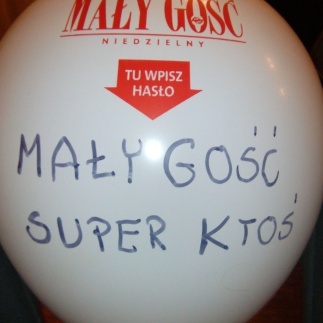 MAŁY GOŚĆ
NIEDZIELNY
TU WPISZ
HASŁO
MAŁY GOŚĆ
SUPER KTOŚ